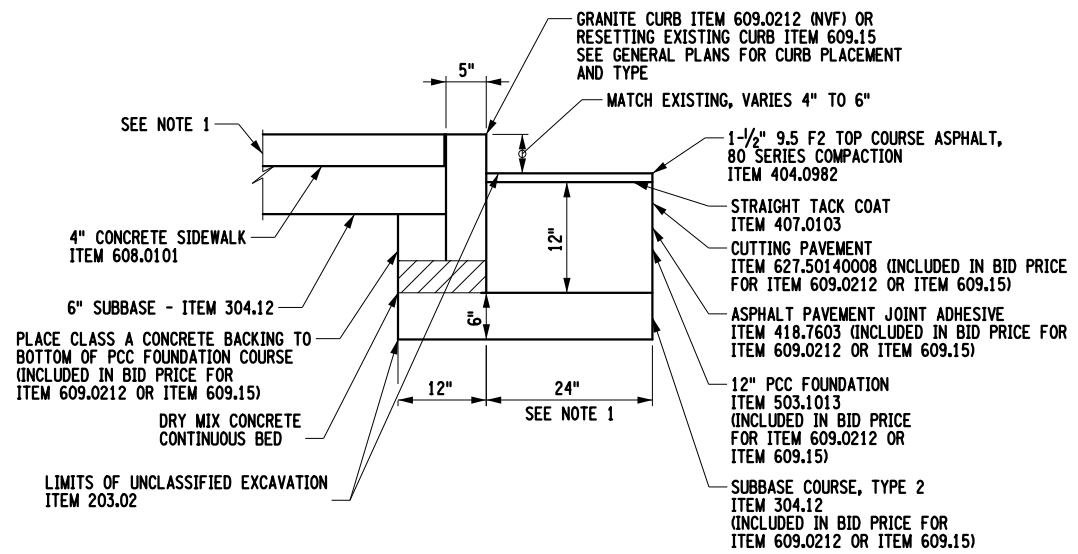 GRANITE CURB ITEM 609.0212 (NVF) OR
RESETTING EXISTING CURB ITEM 609.15
SEE GENERAL PLANS FOR CURB PLACEMENT
AND TYPE
5"
MATCH EXISTING, VARIES 4" TO 6"
SEE NOTE 1
1-1/2" 9.5 F2 TOP COURSE ASPHALT,
80 SERIES COMPACTION
ITEM 404.0982
STRAIGHT TACK COAT
ITEM 407.0103
4" CONCRETE SIDEWALK
ITEM 608.0101
12"
CUTTING PAVEMENT
ITEM 627.50140008 (INCLUDED IN BID PRICE
FOR ITEM 609.0212 OR ITEM 609.15)
6" SUBBASE - ITEM 304.12
6"
ASPHALT PAVEMENT JOINT ADHESIVE
ITEM 418.7603 (INCLUDED IN BID PRICE FOR
ITEM 609.0212 OR ITEM 609.15)
PLACE CLASS A CONCRETE BACKING TO
BOTTOM OF PCC FOUNDATION COURSE
(INCLUDED IN BID PRICE FOR
ITEM 609.0212 OR ITEM 609.15)
12"
24"
SEE NOTE 1
12" PCC FOUNDATION
ITEM 503.1013
(INCLUDED IN BID PRICE
FOR ITEM 609.0212 OR
ITEM 609.15)
DRY MIX CONCRETE
CONTINUOUS BED
LIMITS OF UNCLASSIFIED EXCAVATION
ITEM 203.02
SUBBASE COURSE, TYPE 2
ITEM 304.12
(INCLUDED IN BID PRICE FOR
ITEM 609.0212 OR ITEM 609.15)